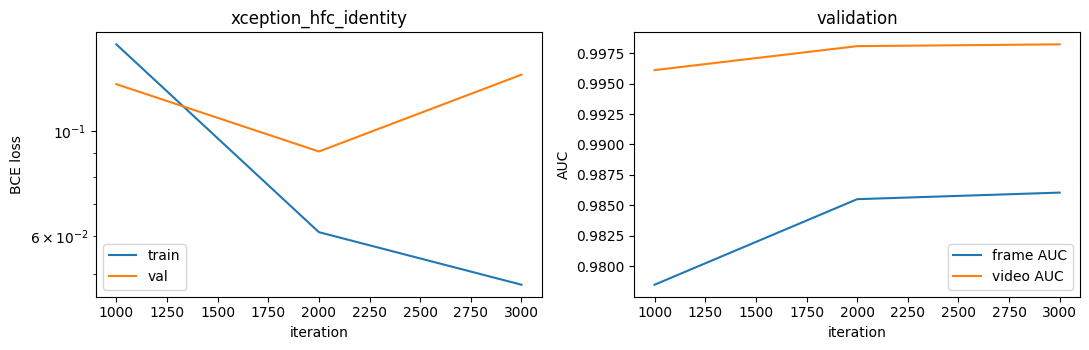 xception_hfc_identity
BCE loss
10⁻¹
6 × 10⁻²
train
val
1000 1250 1500 1750 2000 2250 2500 2750 3000
iteration
validation
AUC
0.9975
0.9950
0.9925
0.9900
0.9875
0.9850
0.9825
0.9800
frame AUC
video AUC
1000 1250 1500 1750 2000 2250 2500 2750 3000
iteration